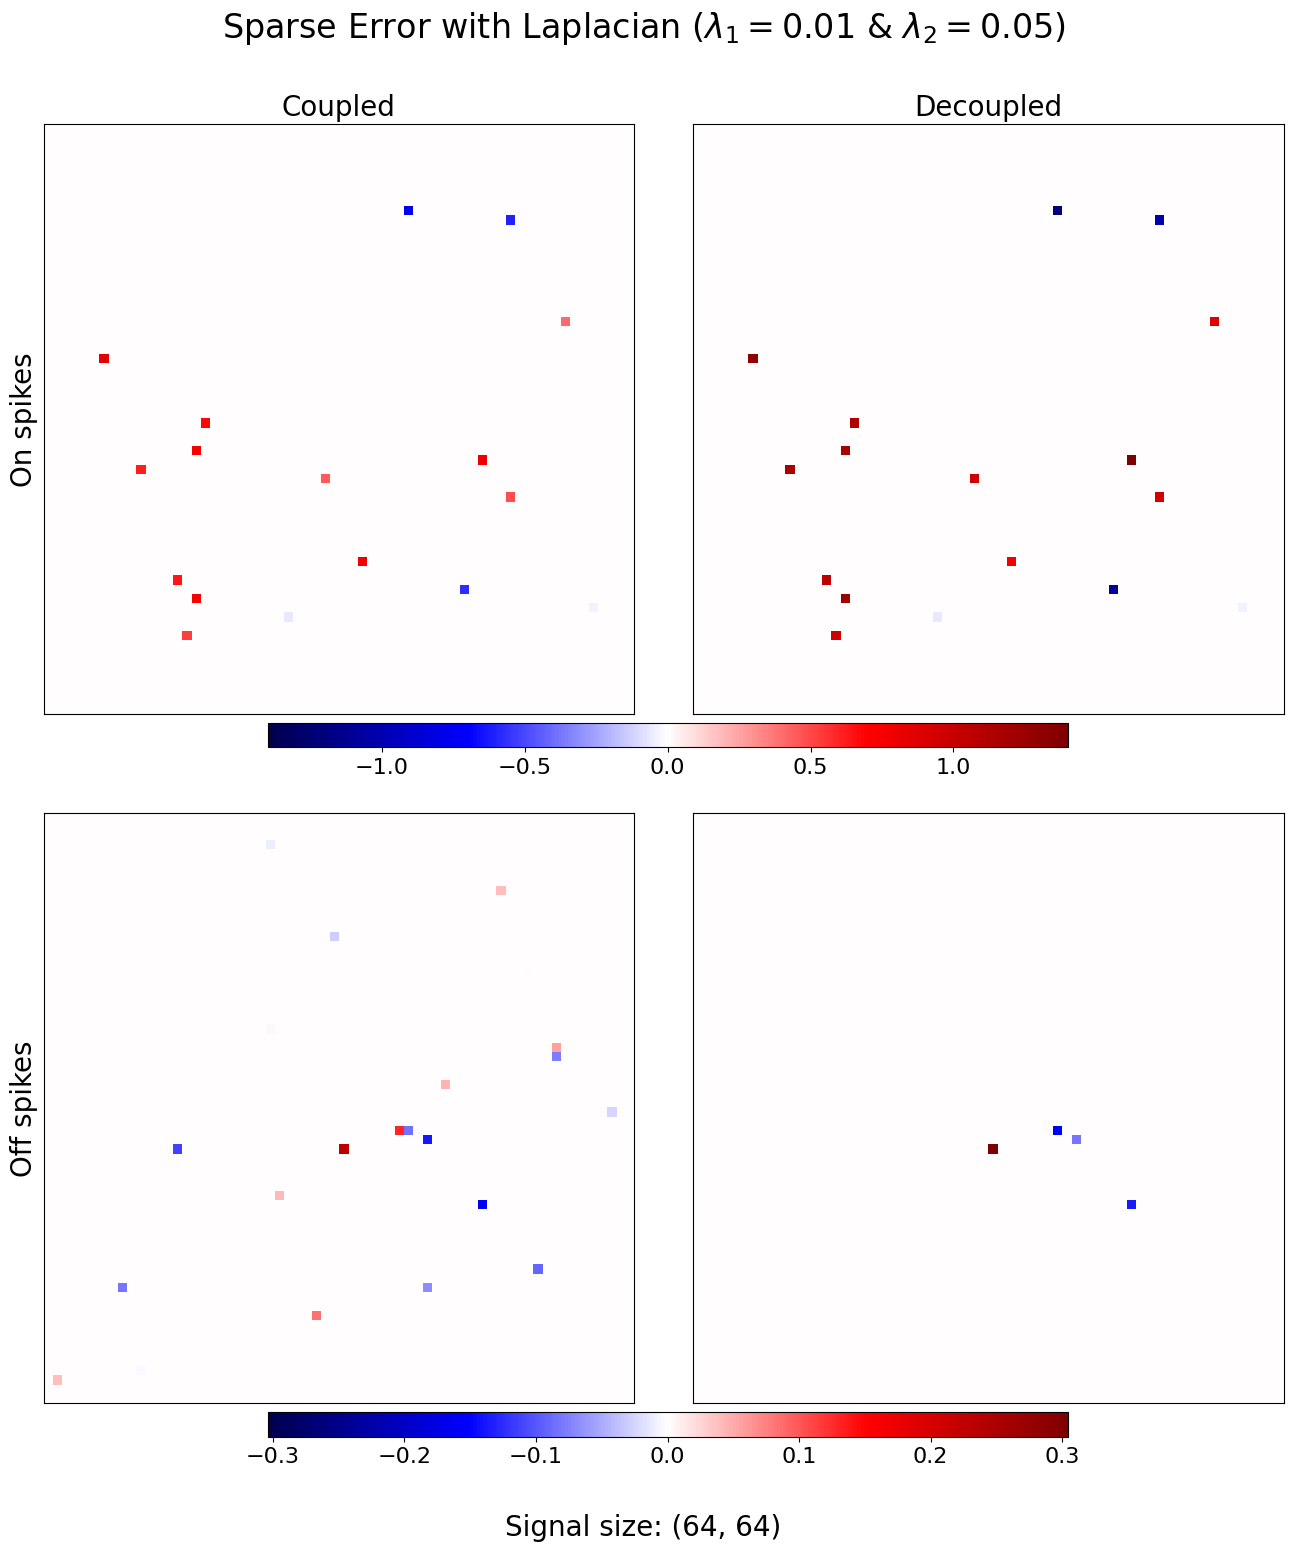 Sparse Error with Laplacian (λ₁ = 0.01 & λ₂ = 0.05)
Coupled
Decoupled
On spikes
−1.0 −0.5 0.0 0.5 1.0
Off spikes
−0.3 −0.2 −0.1 0.0 0.1 0.2 0.3
Signal size: (64, 64)